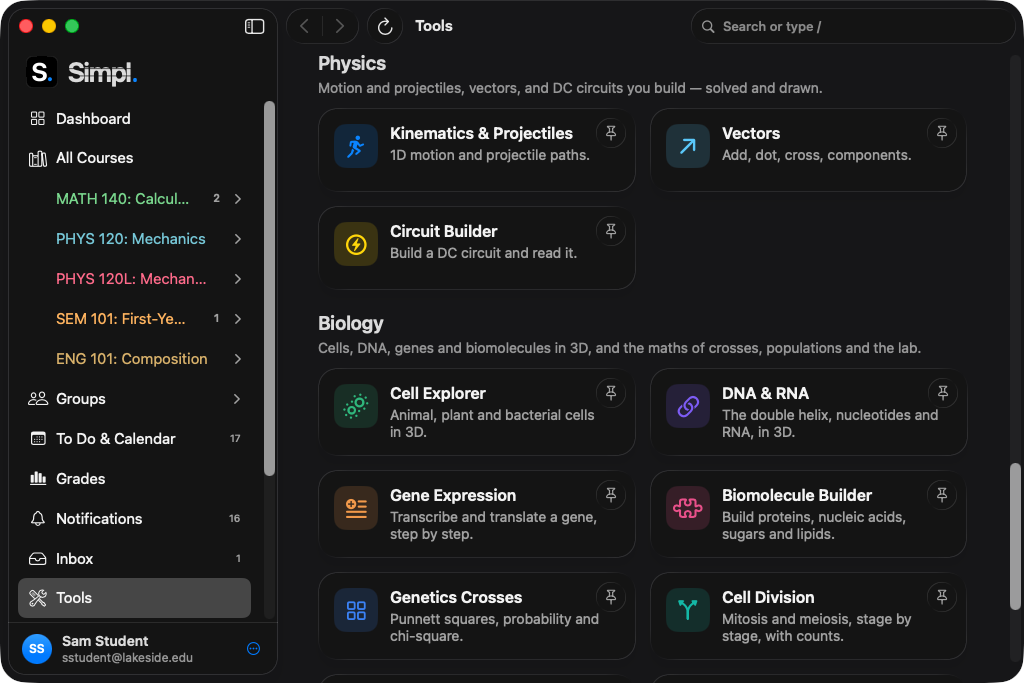 Tools
Search or type /
S.
Simpl.
Dashboard
All Courses
MATH 140: Calcul... 2
PHYS 120: Mechanics
PHYS 120L: Mechan...
SEM 101: First-Ye... 1
ENG 101: Composition
Groups
To Do & Calendar 17
Grades
Notifications 16
Inbox 1
Tools
SS
Sam Student
sstudent@lakeside.edu
Physics
Motion and projectiles, vectors, and DC circuits you build — solved and drawn.
Kinematics & Projectiles
1D motion and projectile paths.
Vectors
Add, dot, cross, components.
Circuit Builder
Build a DC circuit and read it.
Biology
Cells, DNA, genes and biomolecules in 3D, and the maths of crosses, populations and the lab.
Cell Explorer
Animal, plant and bacterial cells
in 3D.
DNA & RNA
The double helix, nucleotides and
RNA, in 3D.
Gene Expression
Transcribe and translate a gene,
step by step.
Biomolecule Builder
Build proteins, nucleic acids,
sugars and lipids.
Genetics Crosses
Punnett squares, probability and
chi-square.
Cell Division
Mitosis and meiosis, stage by
stage, with counts.